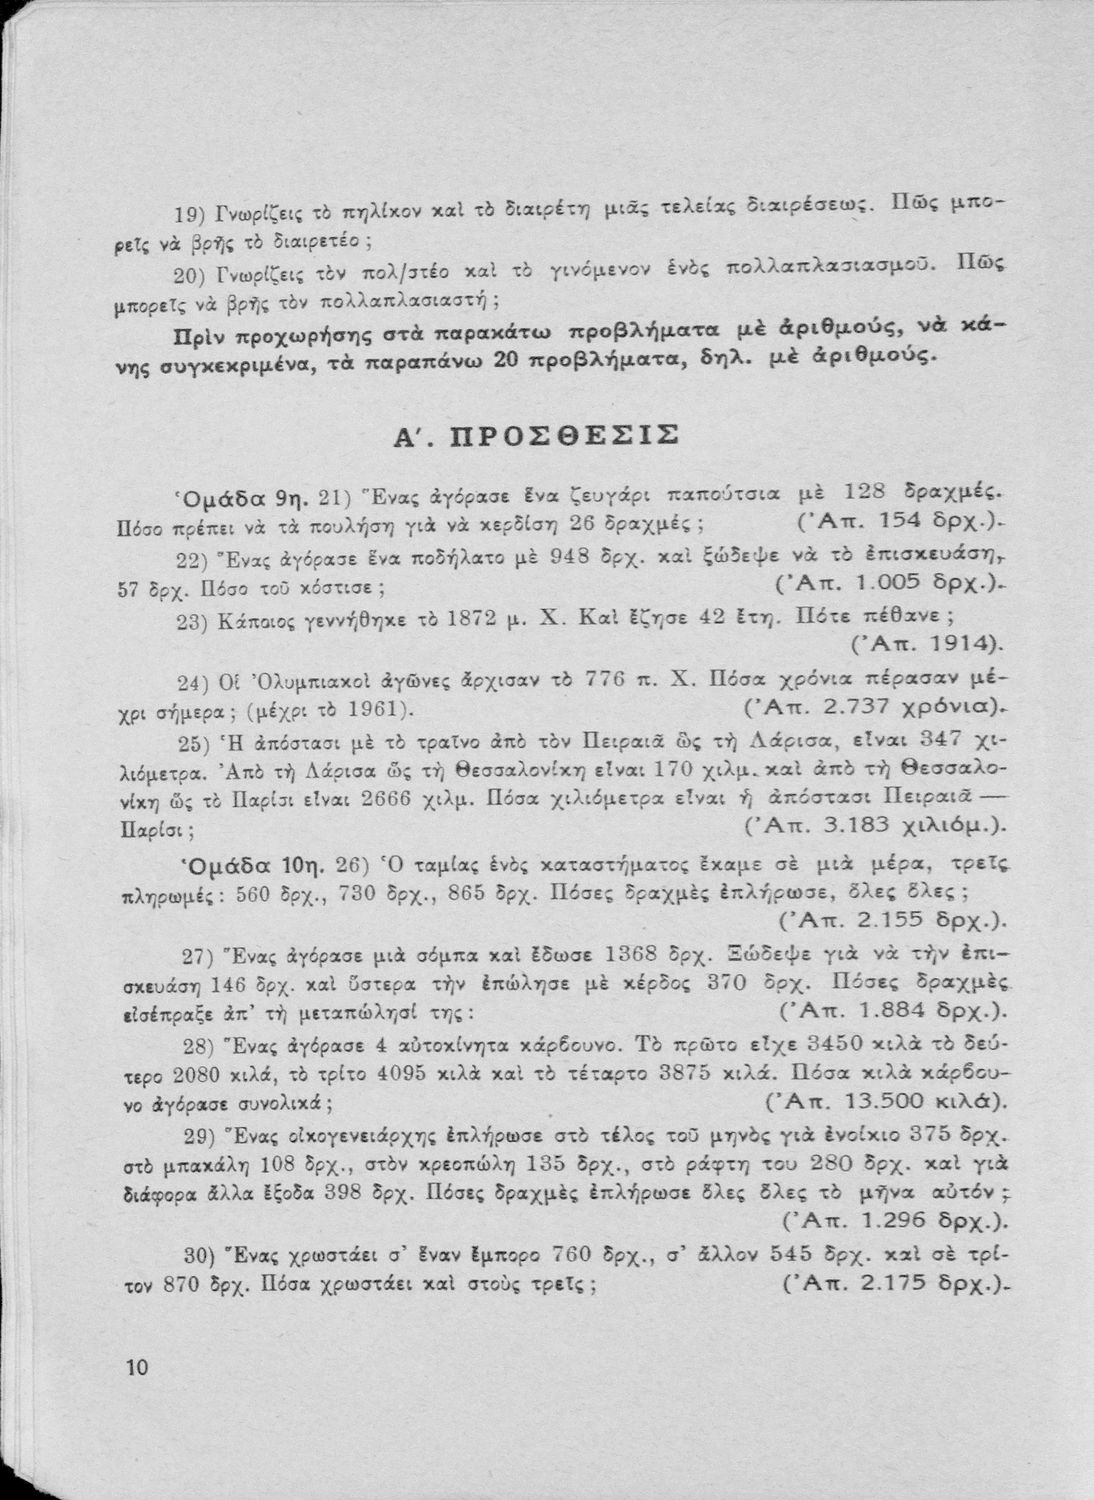 19) Γνωρίζεις τὸ πηλίκον καὶ τὸ διαιρέτη μιᾶς τελείας διαιρέσεως. Πῶς μπο-
ρεῖς νὰ βρῇς τὸ διαιρετέο ;
20) Γνωρίζεις τὸν πολ/στέο καὶ τὸ γινόμενον ἑνὸς πολλαπλασιασμοῦ. Πῶς
μπορεῖς νὰ βρῇς τὸν πολλαπλασιαστή ;
Πρὶν προχωρήσης στὰ παρακάτω προβλήματα μὲ ἀριθμούς, νὰ κά-
νης συγκεκριμένα, τὰ παραπάνω 20 προβλήματα, δηλ. μὲ ἀριθμούς.
Α΄. ΠΡΟΣΘΕΣΙΣ
Ὁμάδα 9η. 21) Ἕνας ἀγόρασε ἕνα ζευγάρι παπούτσια μὲ 128 δραχμές.
Πόσο πρέπει νὰ τὰ πουλήση γιὰ νὰ κερδίση 26 δραχμές ; (Ἀπ. 154 δρχ.).
22) Ἕνας ἀγόρασε ἕνα ποδήλατο μὲ 948 δρχ. καὶ ξώδεψε νὰ τὸ ἐπισκευάση,
57 δρχ. Πόσο τοῦ κόστισε ; (Ἀπ. 1.005 δρχ.).
23) Κάποιος γεννήθηκε τὸ 1872 μ. Χ. Καὶ ἔζησε 42 ἔτη. Πότε πέθανε ;
(Ἀπ. 1914).
24) Οἱ Ὀλυμπιακοὶ ἀγῶνες ἄρχισαν τὸ 776 π. Χ. Πόσα χρόνια πέρασαν μέ-
χρι σήμερα ; (μέχρι τὸ 1961). (Ἀπ. 2.737 χρόνια).
25) Ἡ ἀπόστασι μὲ τὸ τραῖνο ἀπὸ τὸν Πειραιᾶ ὣς τὴ Λάρισα, εἶναι 347 χι-
λιόμετρα. Ἀπὸ τὴ Λάρισα ὣς τὴ Θεσσαλονίκη εἶναι 170 χιλμ. καὶ ἀπὸ τὴ Θεσσαλο-
νίκη ὣς τὸ Παρίσι εἶναι 2666 χιλμ. Πόσα χιλιόμετρα εἶναι ἡ ἀπόστασι Πειραιᾶ —
Παρίσι ; (Ἀπ. 3.183 χιλιόμ.).
Ὁμάδα 10η. 26) Ὁ ταμίας ἑνὸς καταστήματος ἔκαμε σὲ μιὰ μέρα, τρεῖς
πληρωμές : 560 δρχ., 730 δρχ., 865 δρχ. Πόσες δραχμὲς ἐπλήρωσε, ὅλες ὅλες ;
(Ἀπ. 2.155 δρχ.).
27) Ἕνας ἀγόρασε μιὰ σόμπα καὶ ἔδωσε 1368 δρχ. Ξώδεψε γιὰ νὰ τὴν ἐπι-
σκευάση 146 δρχ. καὶ ὕστερα τὴν ἐπώλησε μὲ κέρδος 370 δρχ. Πόσες δραχμὲς
εἰσέπραξε ἀπ' τὴ μεταπώλησί της : (Ἀπ. 1.884 δρχ.).
28) Ἕνας ἀγόρασε 4 αὐτοκίνητα κάρβουνο. Τὸ πρῶτο εἶχε 3450 κιλὰ τὸ δεύ-
τερο 2080 κιλά, τὸ τρίτο 4095 κιλὰ καὶ τὸ τέταρτο 3875 κιλά. Πόσα κιλὰ κάρβου-
νο ἀγόρασε συνολικά ; (Ἀπ. 13.500 κιλά).
29) Ἕνας οἰκογενειάρχης ἐπλήρωσε στὸ τέλος τοῦ μηνὸς γιὰ ἐνοίκιο 375 δρχ.
στὸ μπακάλη 108 δρχ., στὸν κρεοπώλη 135 δρχ., στὸ ράφτη του 280 δρχ. καὶ γιὰ
διάφορα ἄλλα ἔξοδα 398 δρχ. Πόσες δραχμὲς ἐπλήρωσε ὅλες ὅλες τὸ μῆνα αὐτόν ;
(Ἀπ. 1.296 δρχ.).
30) Ἕνας χρωστάει σ' ἕναν ἔμπορο 760 δρχ., σ' ἄλλον 545 δρχ. καὶ σὲ τρί-
τον 870 δρχ. Πόσα χρωστάει καὶ στοὺς τρεῖς ; (Ἀπ. 2.175 δρχ.).
10